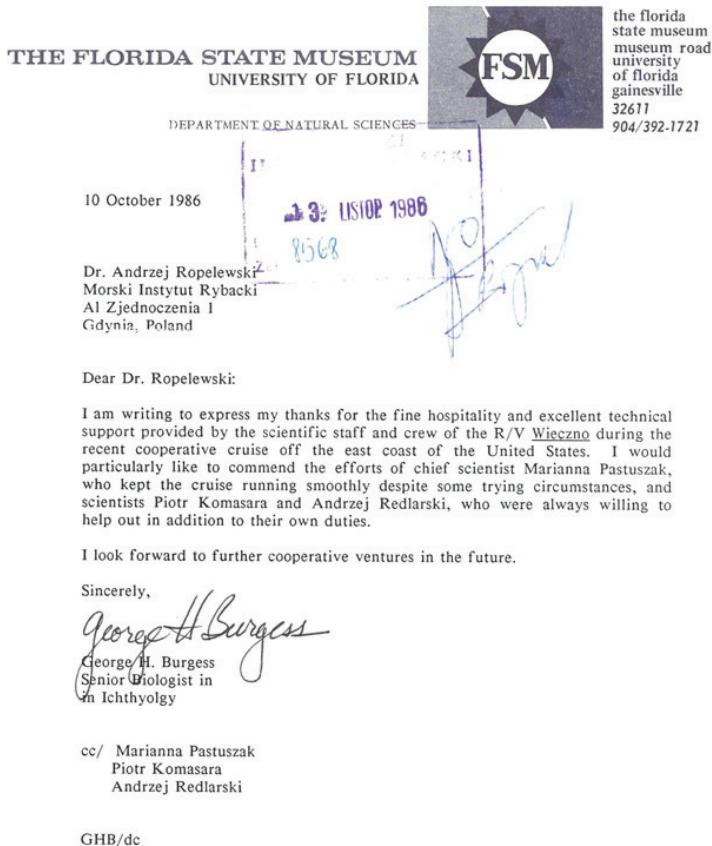 THE FLORIDA STATE MUSEUM
UNIVERSITY OF FLORIDA
DEPARTMENT OF NATURAL SCIENCES
FSM
the florida
state museum
museum road
university
of florida
gainesville
32611
904/392-1721
13. LISTOP 1986
8568
10 October 1986
Dr. Andrzej Ropelewski
Morski Instytut Rybacki
Al Zjednoczenia 1
Gdynia, Poland
Dear Dr. Ropelewski:
I am writing to express my thanks for the fine hospitality and excellent technical
support provided by the scientific staff and crew of the R/V Wieczno during the
recent cooperative cruise off the east coast of the United States. I would
particularly like to commend the efforts of chief scientist Marianna Pastuszak,
who kept the cruise running smoothly despite some trying circumstances, and
scientists Piotr Komasara and Andrzej Redlarski, who were always willing to
help out in addition to their own duties.
I look forward to further cooperative ventures in the future.
Sincerely,
George H Burgess
George H. Burgess
Senior Biologist in
in Ichthyolgy
cc/ Marianna Pastuszak
Piotr Komasara
Andrzej Redlarski
GHB/dc